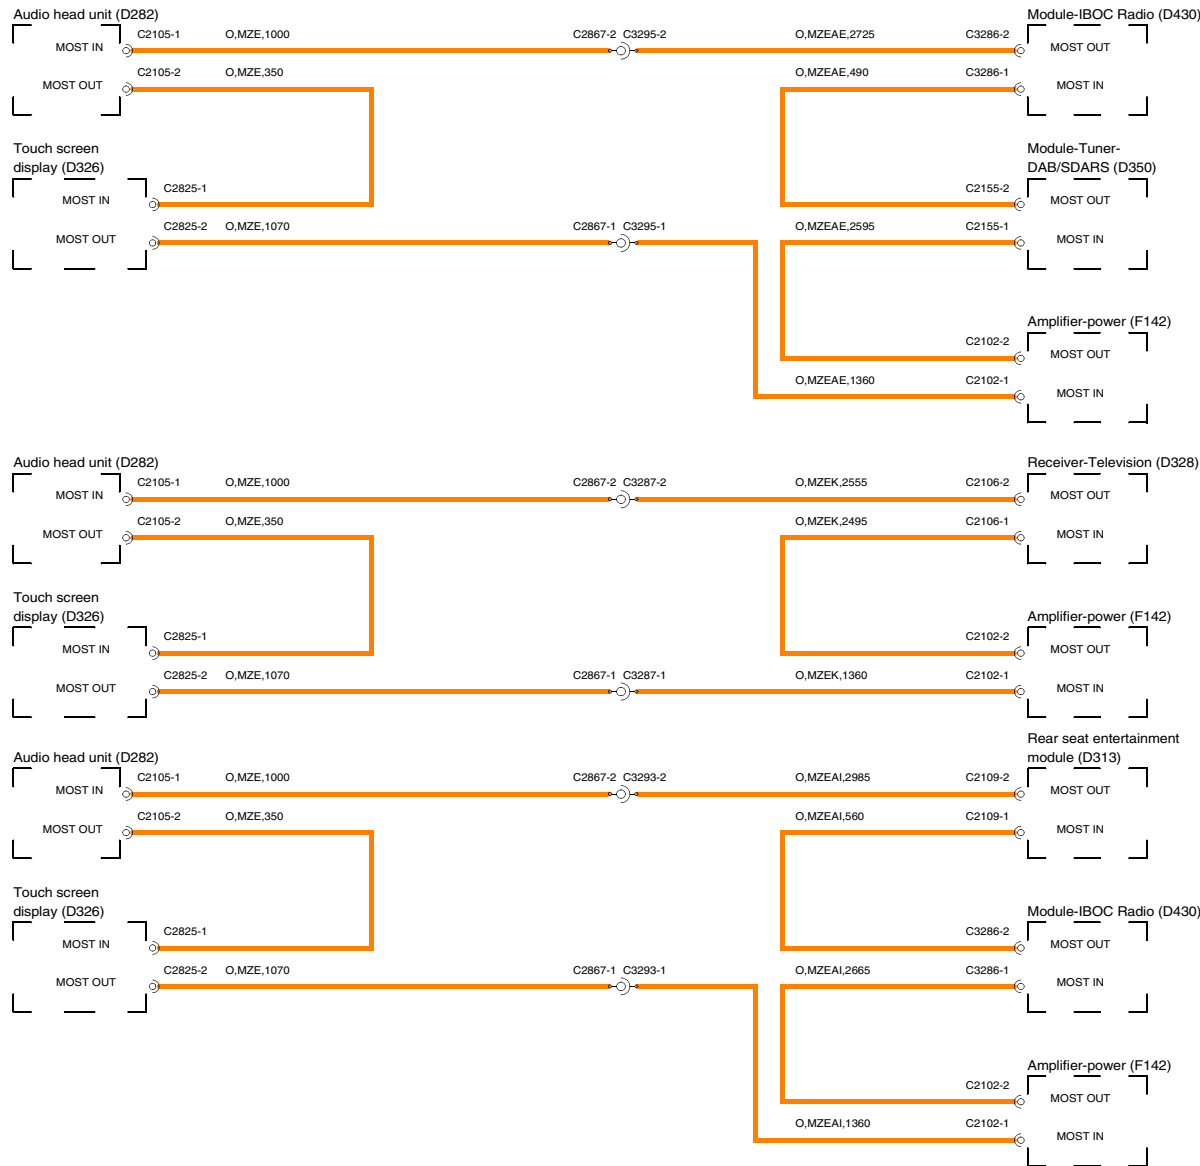 Audio head unit (D282)
Module-IBOC Radio (D430)
C2105-1 O,MZE,1000 C2867-2 C3295-2 O,MZEAE,2725 C3286-2
MOST IN MOST OUT
C2105-2 O,MZE,350 O,MZEAE,490 C3286-1
MOST OUT MOST IN
Touch screen
display (D326)
Module-Tuner-
DAB/SDARS (D350)
C2825-1 C2155-2
MOST IN MOST OUT
C2825-2 O,MZE,1070 C2867-1 C3295-1 O,MZEAE,2595 C2155-1
MOST OUT MOST IN
Amplifier-power (F142)
C2102-2
MOST OUT
O,MZEAE,1360 C2102-1
MOST IN
Audio head unit (D282)
Receiver-Television (D328)
C2105-1 O,MZE,1000 C2867-2 C3287-2 O,MZEK,2555 C2106-2
MOST IN MOST OUT
C2105-2 O,MZE,350 O,MZEK,2495 C2106-1
MOST OUT MOST IN
Touch screen
display (D326)
Amplifier-power (F142)
C2825-1 C2102-2
MOST IN MOST OUT
C2825-2 O,MZE,1070 C2867-1 C3287-1 O,MZEK,1360 C2102-1
MOST OUT MOST IN
Audio head unit (D282)
Rear seat entertainment
module (D313)
C2105-1 O,MZE,1000 C2867-2 C3293-2 O,MZEAI,2985 C2109-2
MOST IN MOST OUT
C2105-2 O,MZE,350 O,MZEAI,560 C2109-1
MOST OUT MOST IN
Touch screen
display (D326)
Module-IBOC Radio (D430)
C2825-1 C3286-2
MOST IN MOST OUT
C2825-2 O,MZE,1070 C2867-1 C3293-1 O,MZEAI,2665 C3286-1
MOST OUT MOST IN
Amplifier-power (F142)
C2102-2
MOST OUT
O,MZEAI,1360 C2102-1
MOST IN